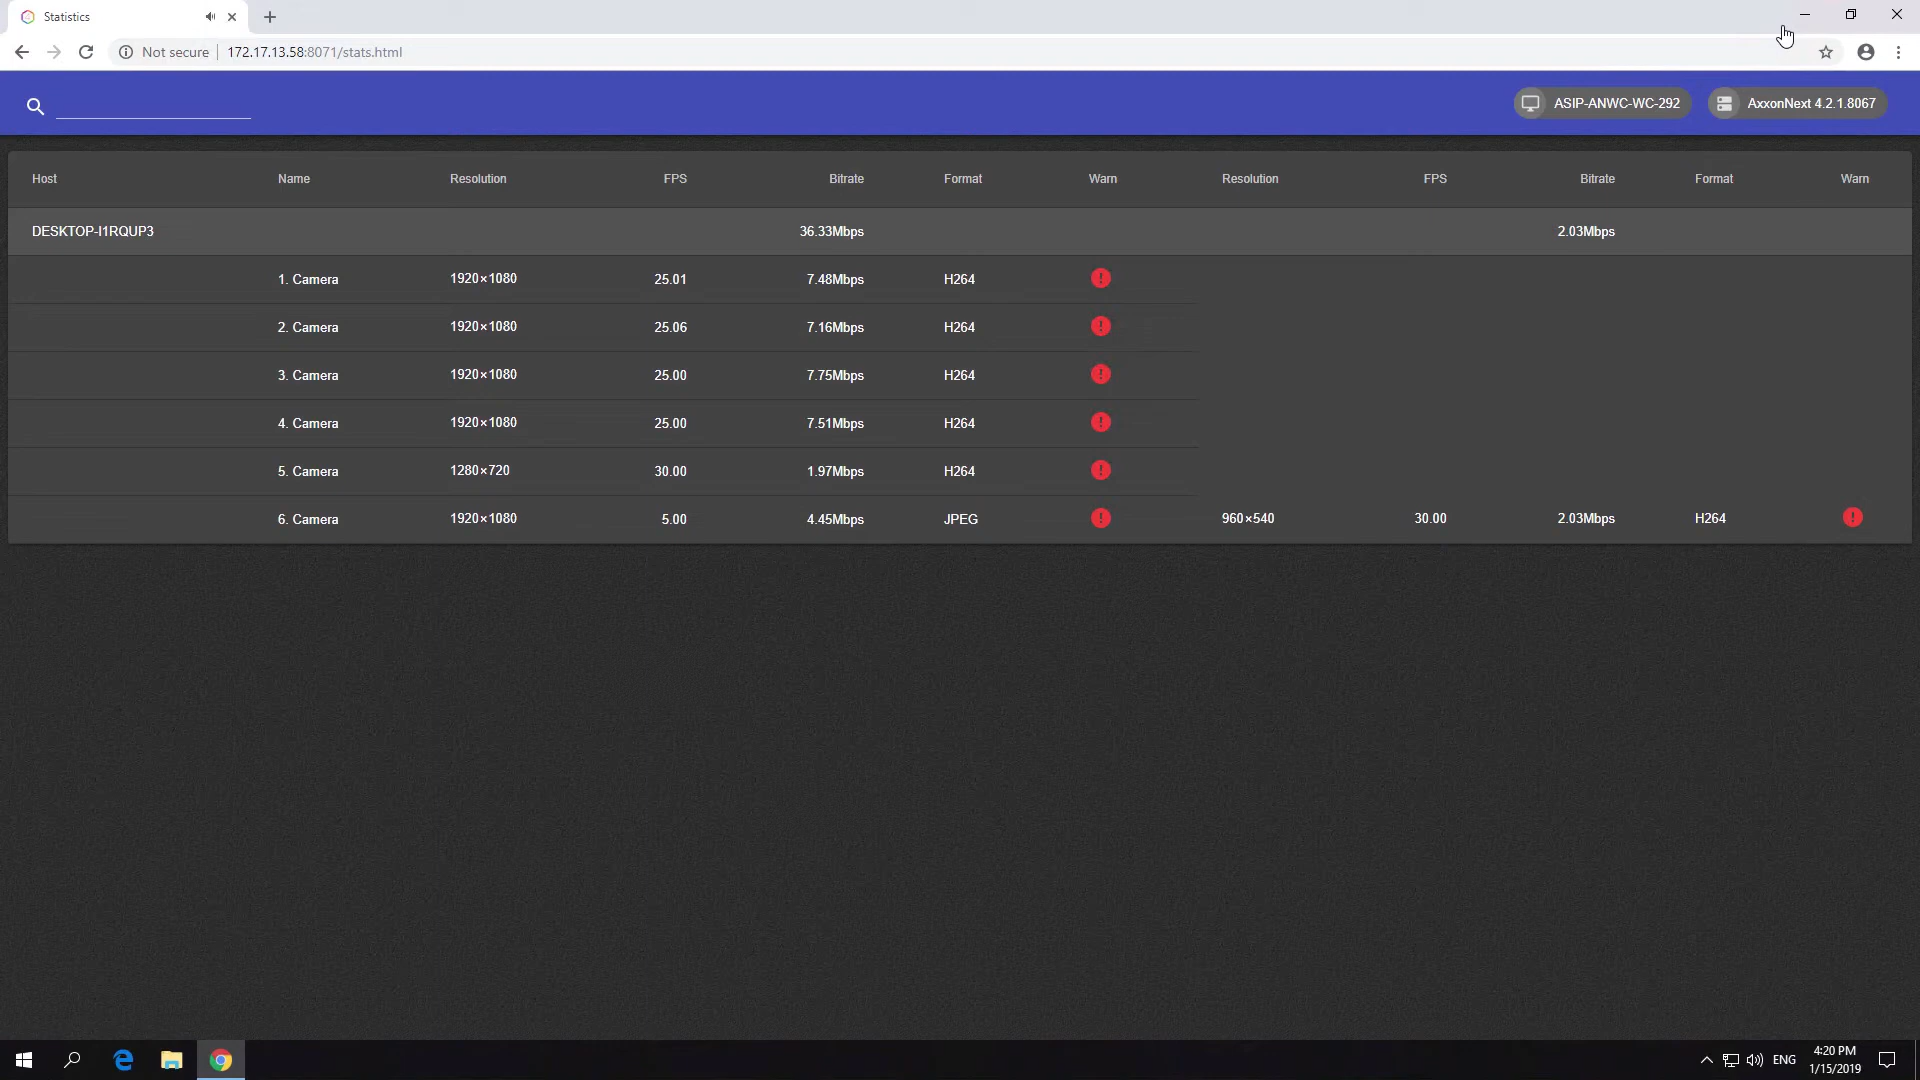 Statistics
Not secure 172.17.13.58:8071/stats.html
ASIP-ANWC-WC-292 AxxonNext 4.2.1.8067
Host Name Resolution FPS Bitrate Format Warn Resolution FPS Bitrate Format Warn
DESKTOP-I1RQUP3 36.33Mbps 2.03Mbps
1. Camera 1920×1080 25.01 7.48Mbps H264
2. Camera 1920×1080 25.06 7.16Mbps H264
3. Camera 1920×1080 25.00 7.75Mbps H264
4. Camera 1920×1080 25.00 7.51Mbps H264
5. Camera 1280×720 30.00 1.97Mbps H264
6. Camera 1920×1080 5.00 4.45Mbps JPEG 960×540 30.00 2.03Mbps H264
ENG 4:20 PM
1/15/2019